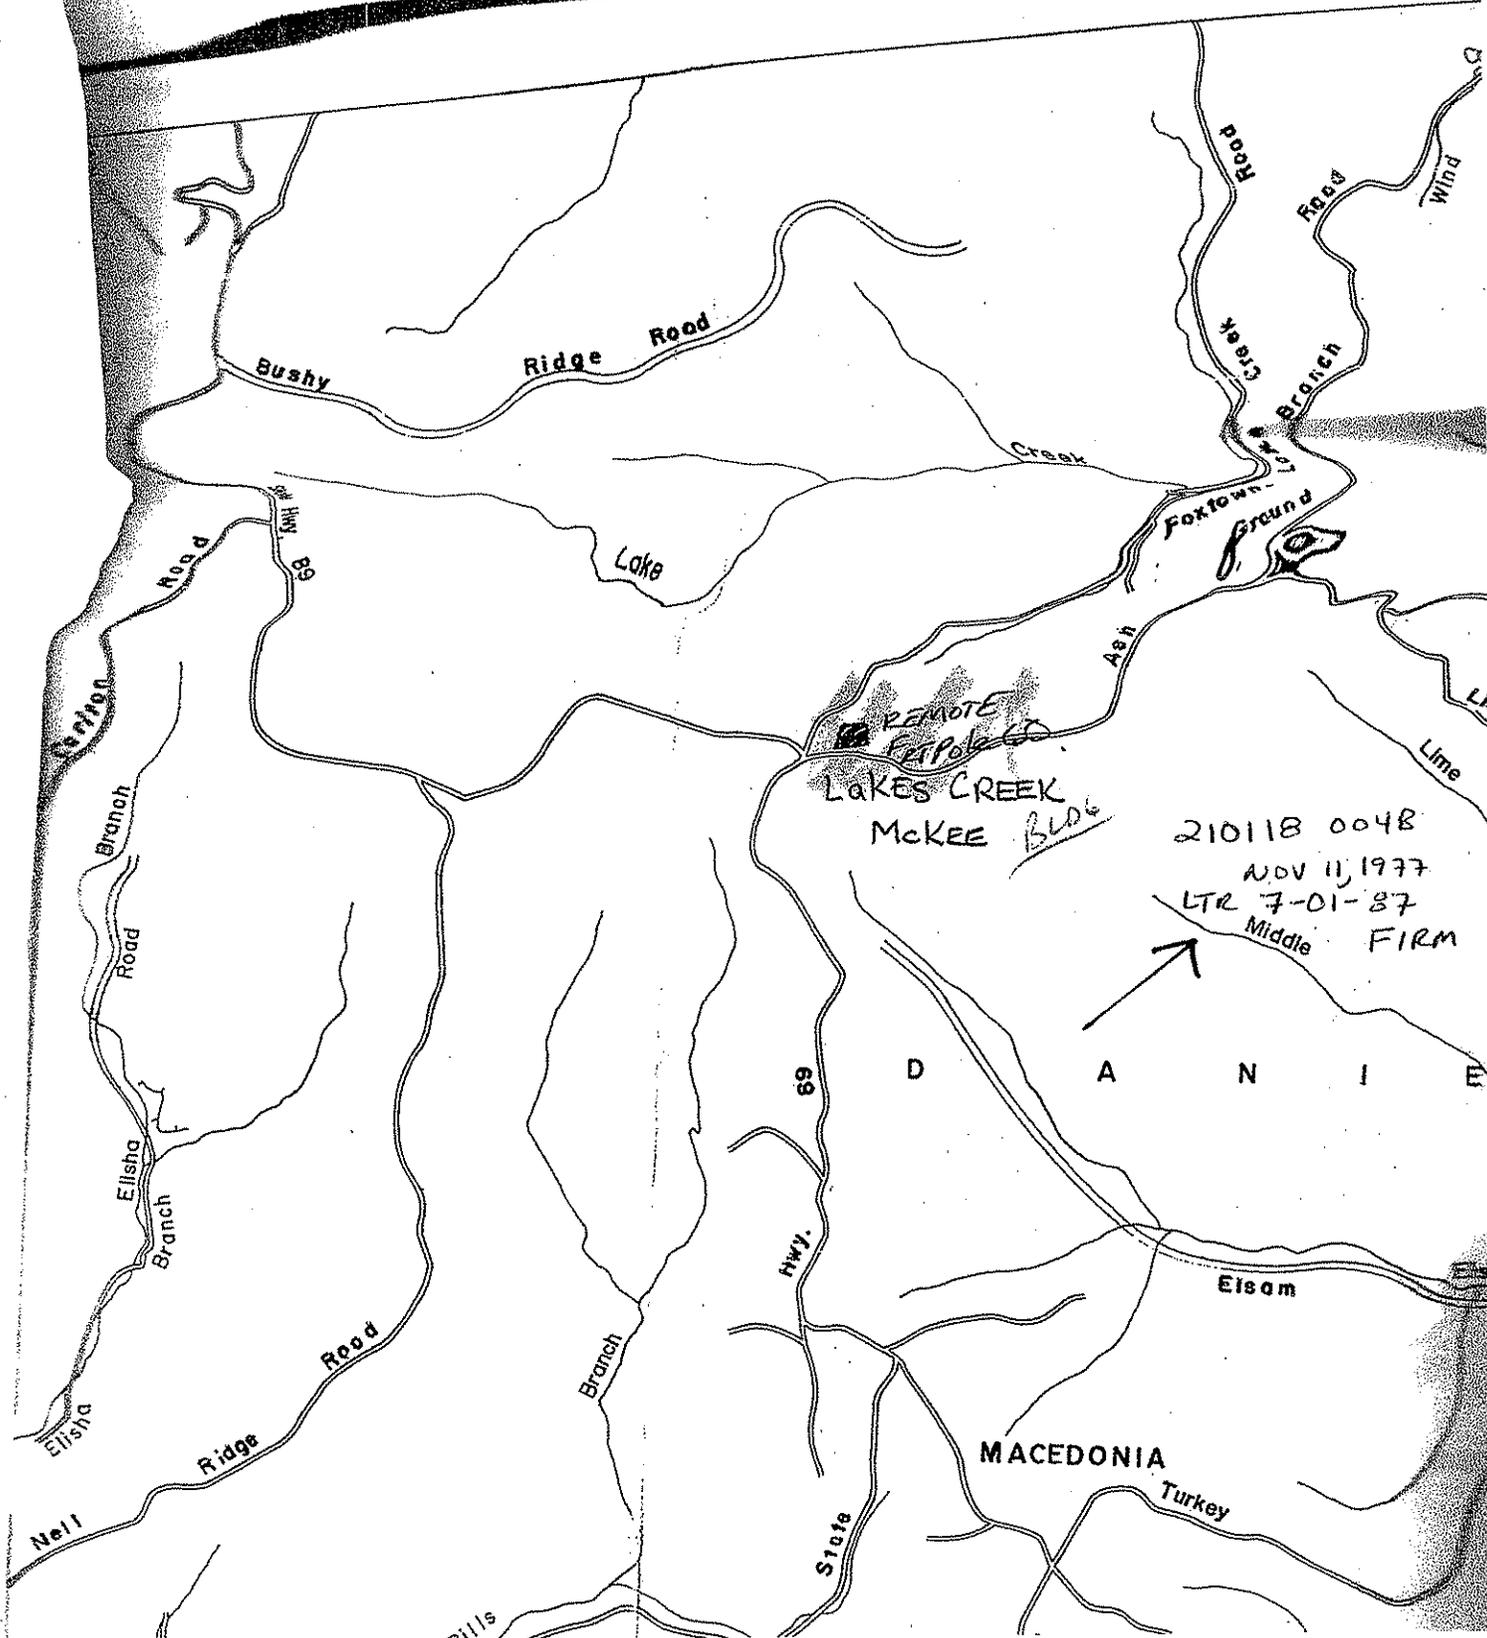 Road
Road
Wind
Bushy Ridge Road
Creek
Branch
Creek
Foxtown
Ground
Hwy.
89
Lake
Road
Carlton
Ash
REMOTE
LAKES CREEK
McKEE BLDG
Lime
Branch
Road
210118 004B
NOV 11, 1977
LTR 7-01-87
FIRM
Middle
D A N I E
89
Elisha
Branch
Hwy.
Elsam
Road
Branch
Elisha
Ridge
MACEDONIA
Turkey
Nell
State